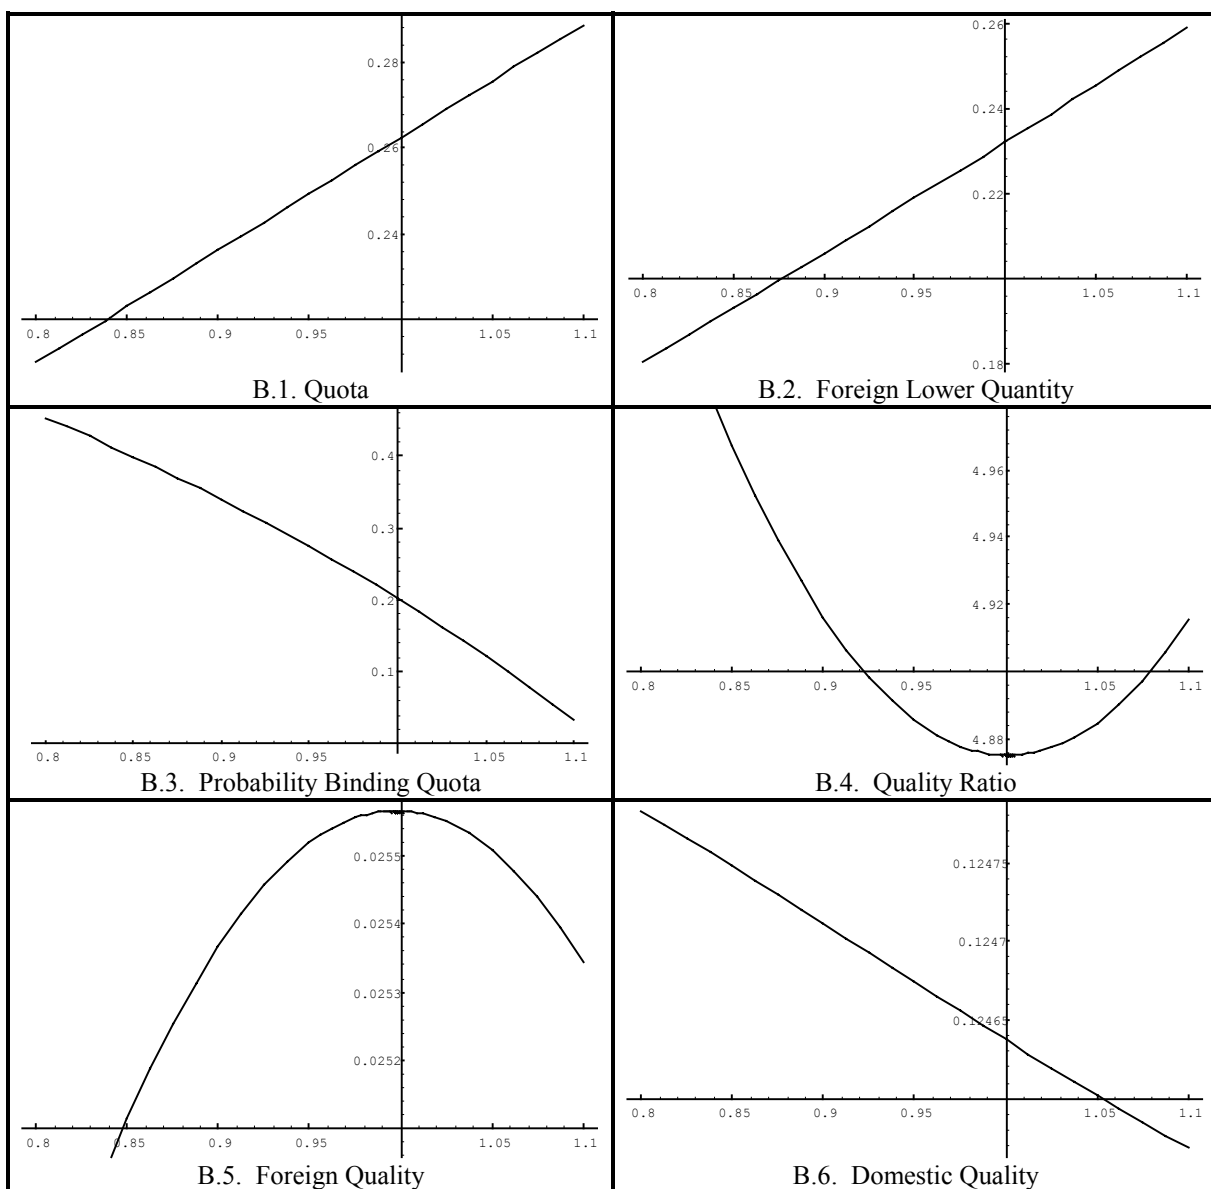 0.28
0.26
0.24
0.8 0.85 0.9 0.95 1.05 1.1
B.1. Quota
0.26
0.24
0.22
0.8 0.85 0.9 0.95 1.05 1.1
0.18
B.2. Foreign Lower Quantity
0.4
0.3
0.2
0.1
0.8 0.85 0.9 0.95 1.05 1.1
B.3. Probability Binding Quota
4.96
4.94
4.92
0.8 0.85 0.9 0.95 1.05 1.1
4.88
B.4. Quality Ratio
0.0255
0.0254
0.0253
0.0252
0.8 0.85 0.9 0.95 1.05 1.1
B.5. Foreign Quality
0.12475
0.1247
0.12465
0.8 0.85 0.9 0.95 1.05 1.1
B.6. Domestic Quality